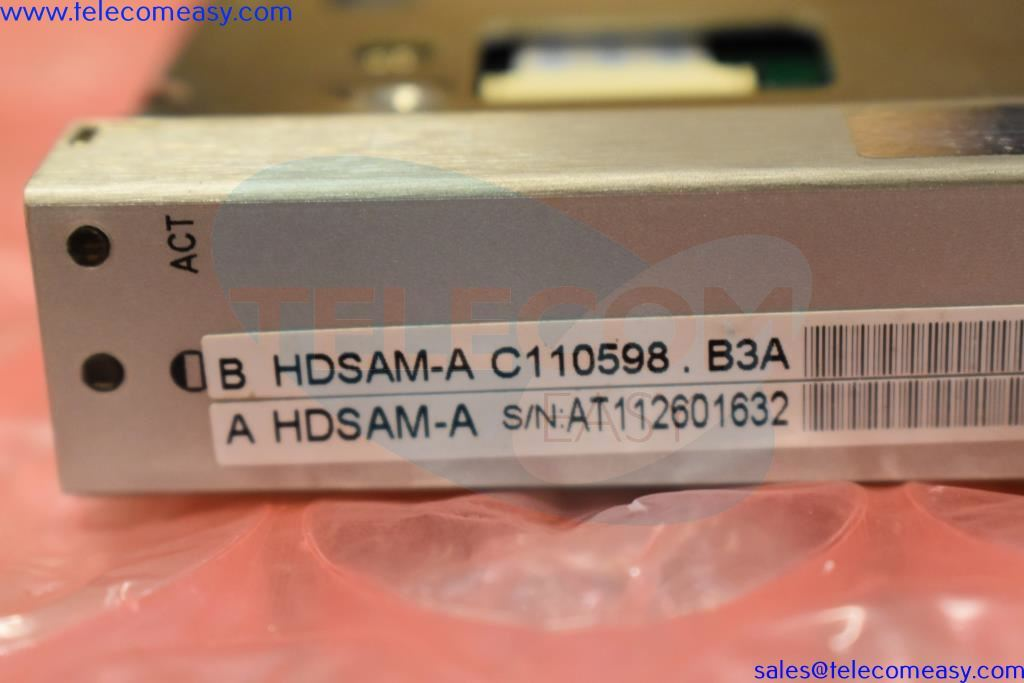 www.telecomeasy.com
ACT
TELECOM
B HDSAM-A C110598 . B3A
A HDSAM-A S/N:AT112601632
EASY
sales@telecomeasy.com